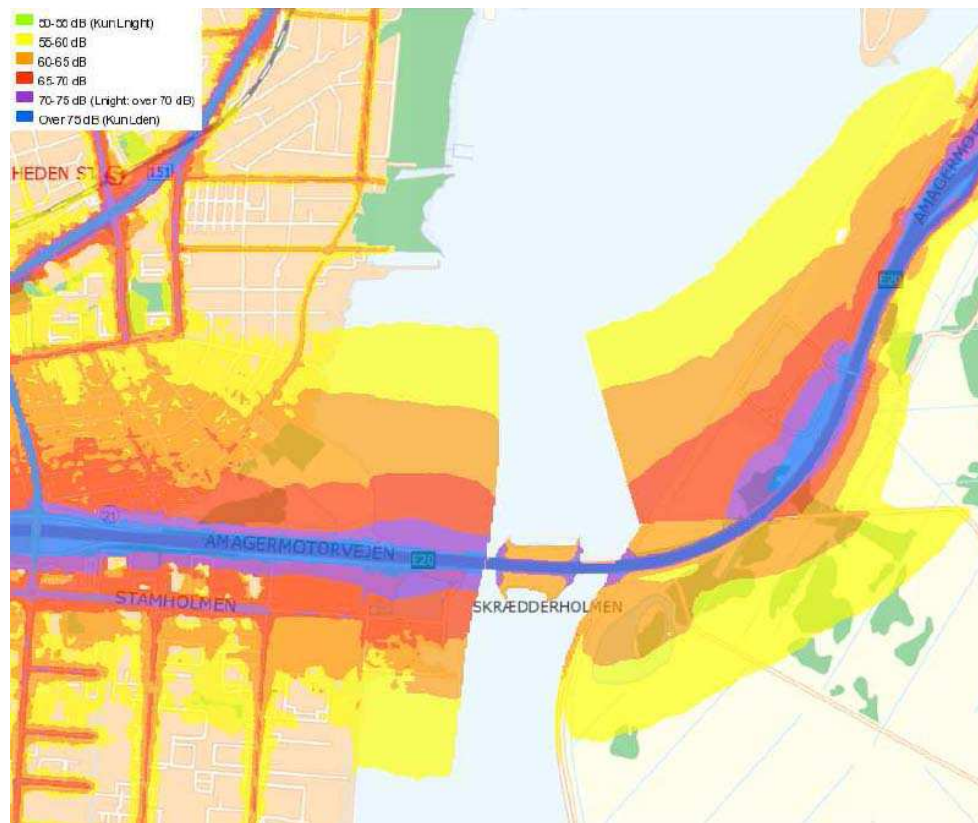 50-55 dB (Kun Lnight)
55-60 dB
60-65 dB
65-70 dB
70-75 dB (Lnight: over 70 dB)
Over 75 dB (Kun Lden)
HEDEN ST.
S
151
AMAGERMOT
E20
21
AMAGERMOTORVEJEN
E20
STAMHOLMEN
SKRÆDDERHOLMEN